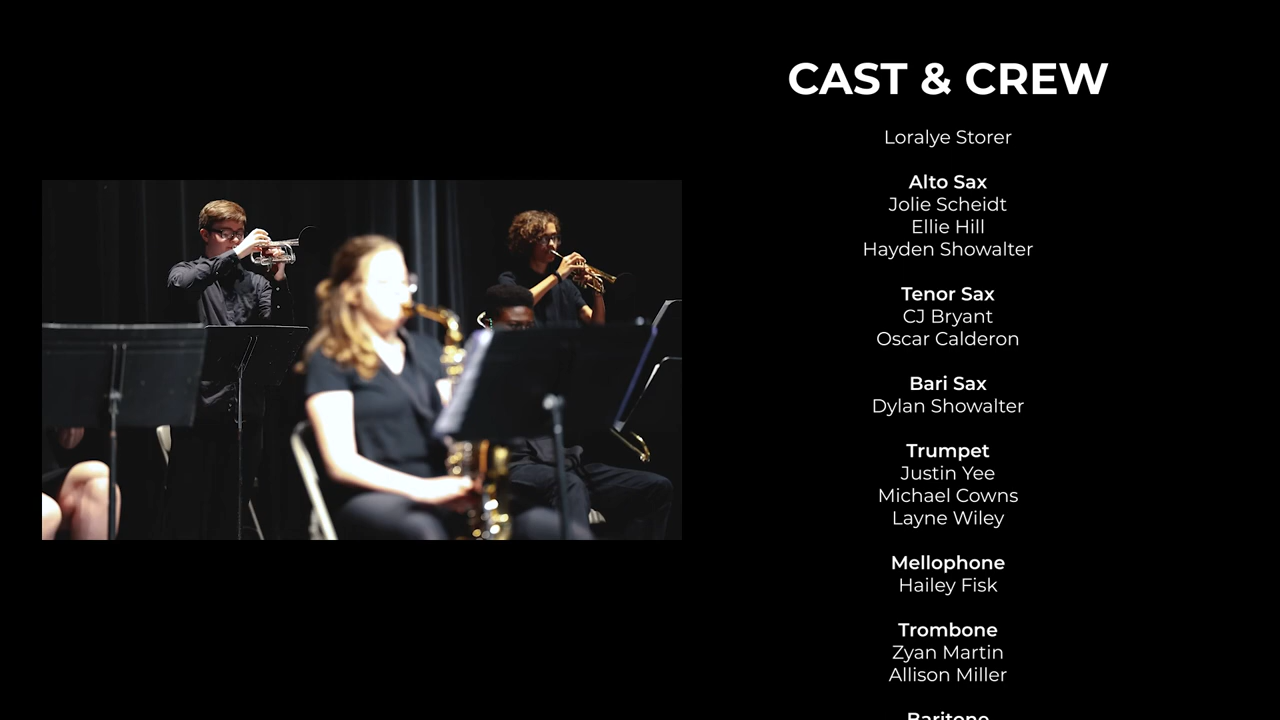 CAST & CREW
Loralye Storer
Alto Sax
Jolie Scheidt
Ellie Hill
Hayden Showalter
Tenor Sax
CJ Bryant
Oscar Calderon
Bari Sax
Dylan Showalter
Trumpet
Justin Yee
Michael Cowns
Layne Wiley
Mellophone
Hailey Fisk
Trombone
Zyan Martin
Allison Miller
Baritone